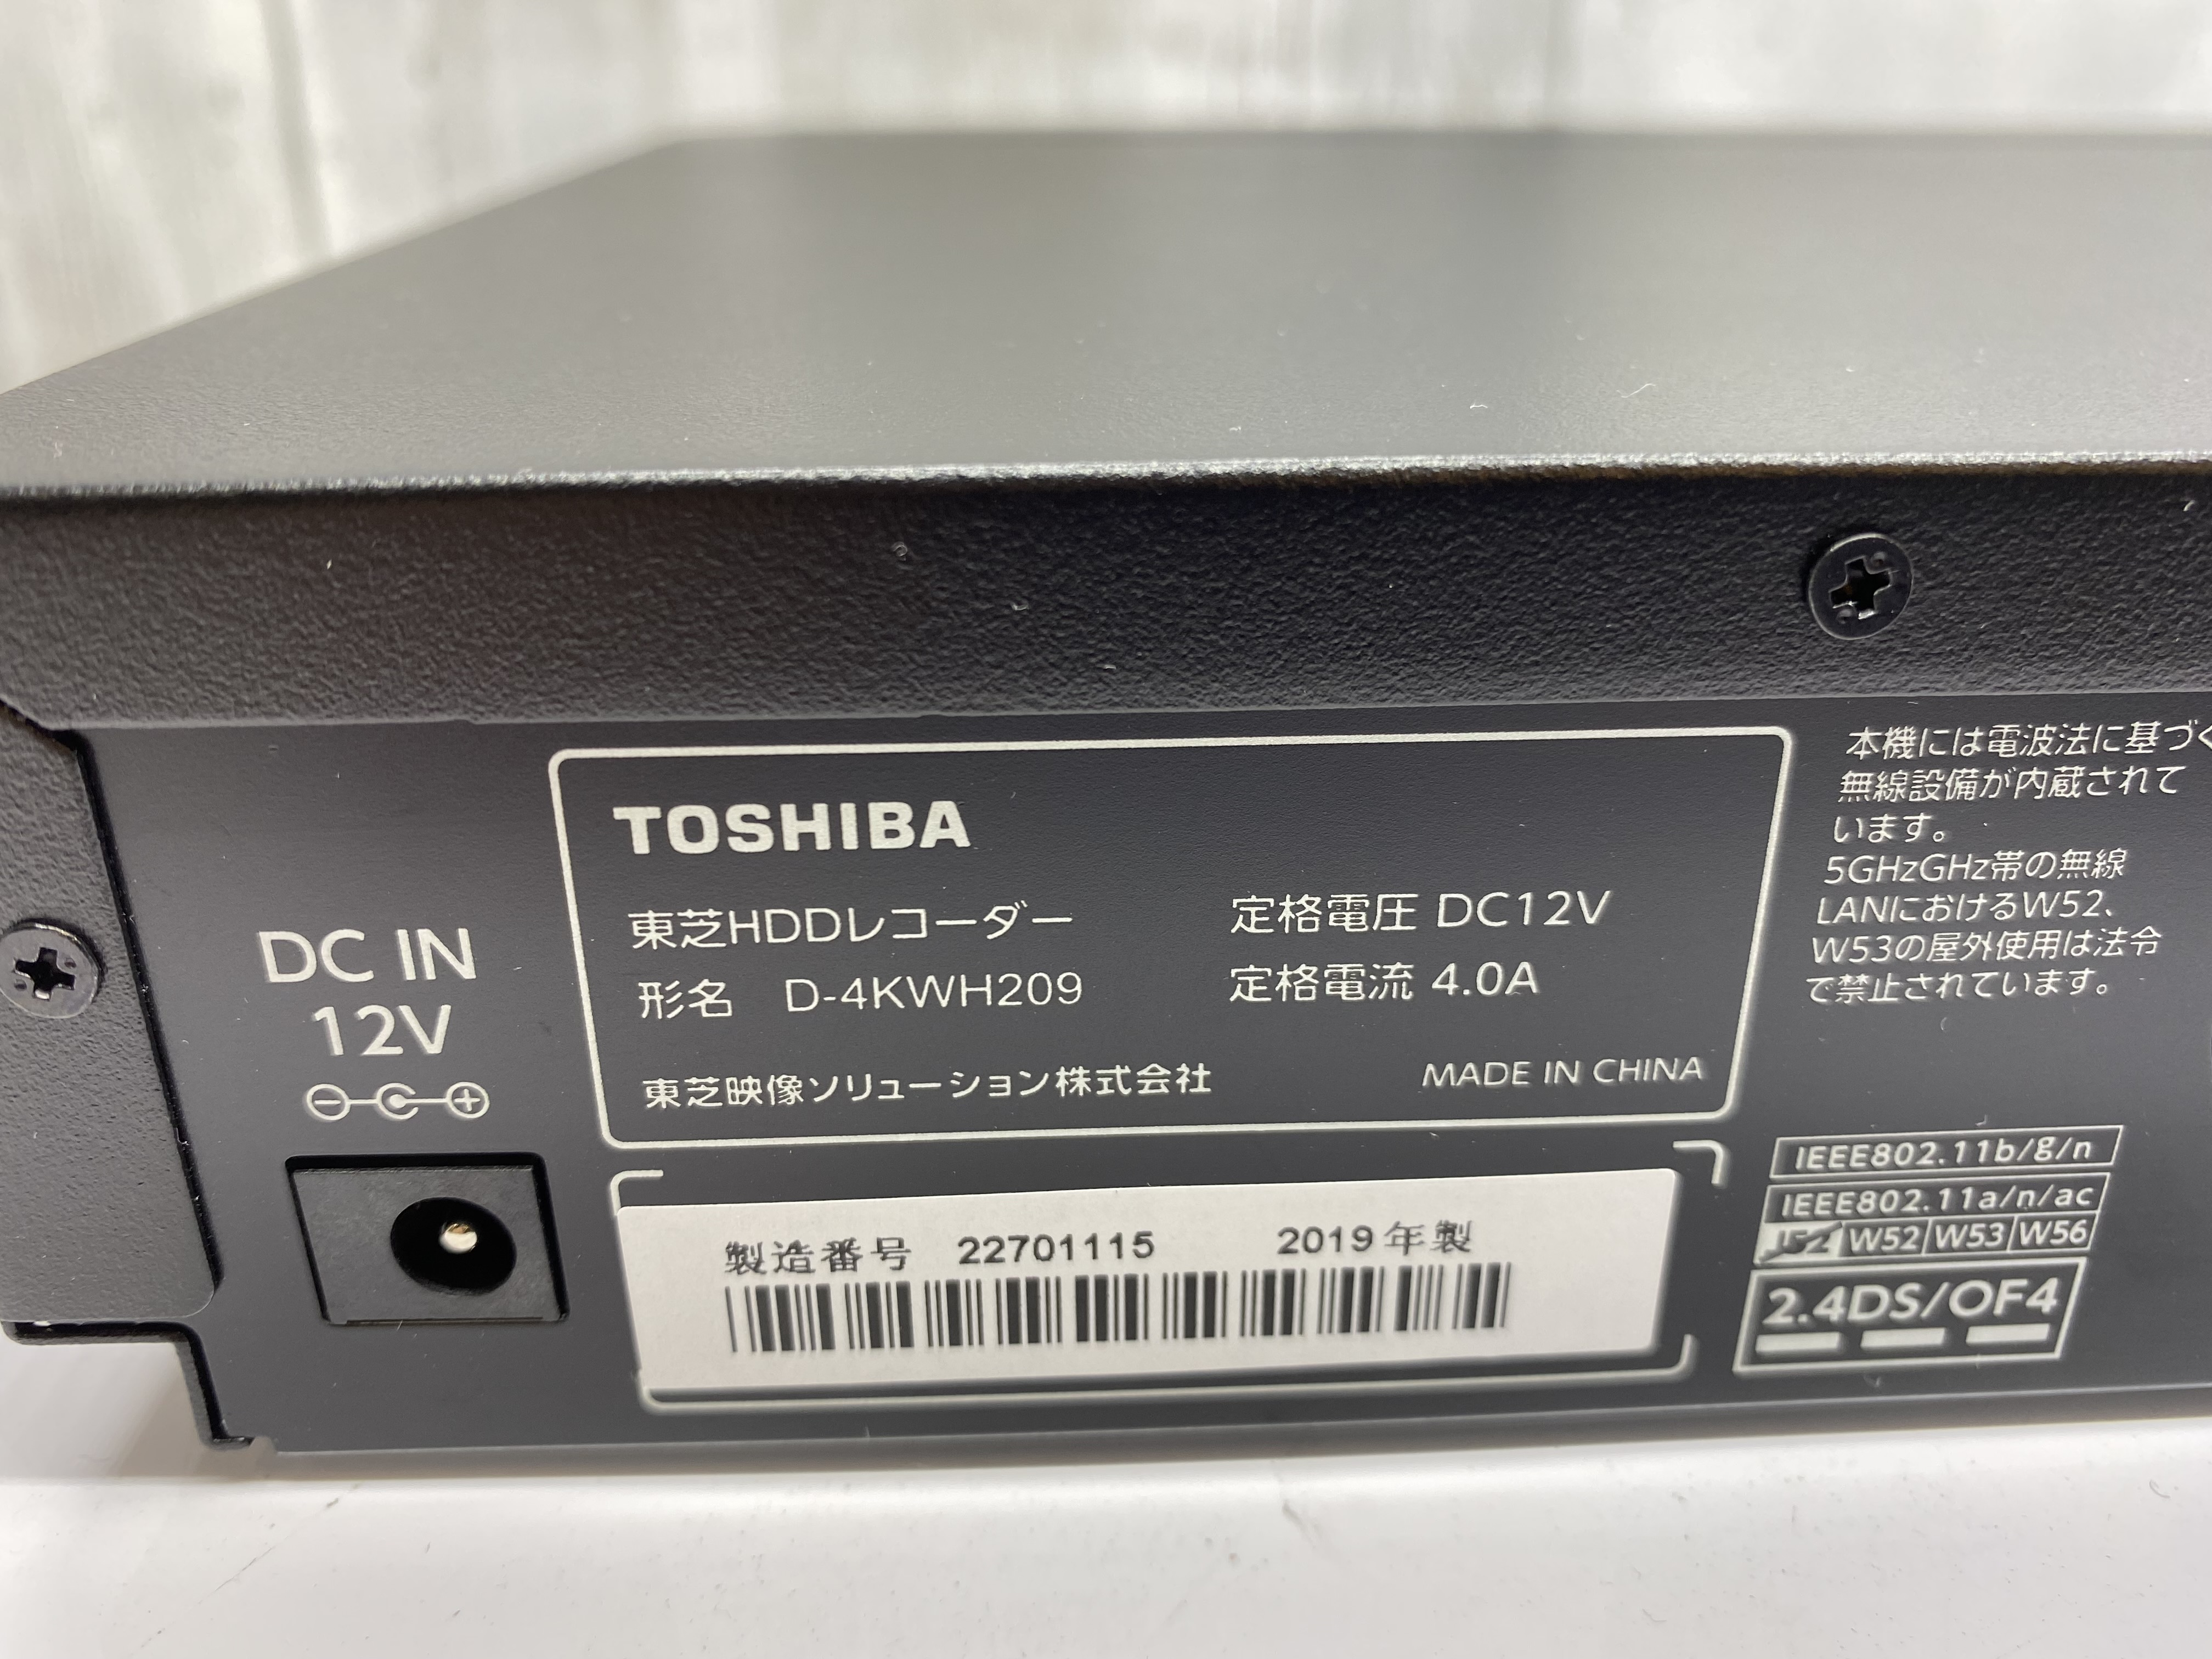 DC IN
12V
TOSHIBA
東芝HDDレコーダー
形名 D-4KWH209
定格電圧 DC12V
定格電流 4.0A
東芝映像ソリューション株式会社
MADE IN CHINA
製造番号 22701115 2019年製
本機には電波法に基づく
無線設備が内蔵されて
います。
5GHzGHz帯の無線
LANにおけるW52、
W53の屋外使用は法令
で禁止されています。
IEEE802.11b/g/n
IEEE802.11a/n/ac
J52 W52 W53 W56
2.4DS/OF4